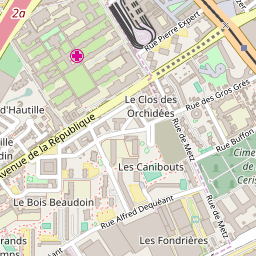 2a
Rue Pierre Expert
Le Clos des
Orchidées
Rue des Gros Grès
d'Hautille
Avenue de la République
Rue de Metz
Rue Buffon
Les Canibouts
Le Bois Beaudoin
Rue Alfred Dequéant
Les Fondrières
Rue de Metz